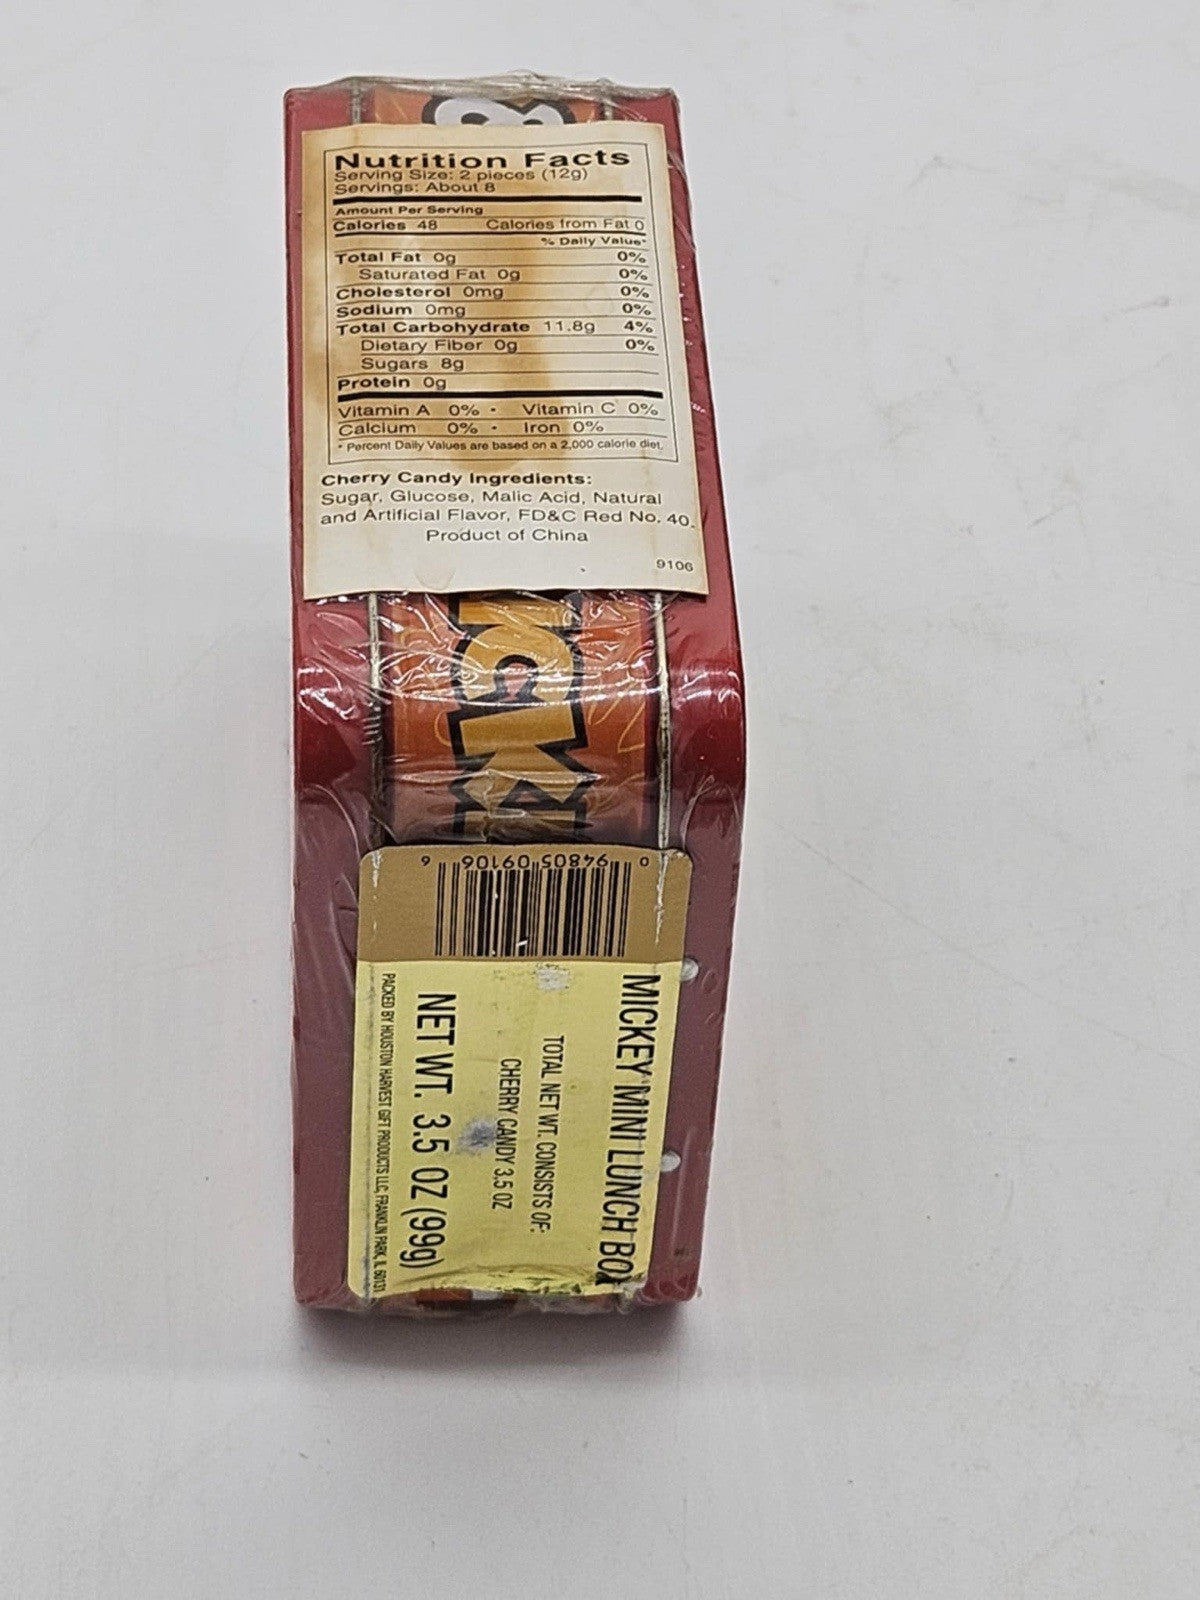 Nutrition Facts
Serving Size: 2 pieces (12g)
Servings: About 8
Amount Per Serving
Calories 48 Calories from Fat 0
% Daily Value*
Total Fat 0g 0%
Saturated Fat 0g 0%
Cholesterol 0mg 0%
Sodium 0mg 0%
Total Carbohydrate 11.8g 4%
Dietary Fiber 0g 0%
Sugars 8g
Protein 0g
Vitamin A 0% • Vitamin C 0%
Calcium 0% • Iron 0%
* Percent Daily Values are based on a 2,000 calorie diet.
Cherry Candy Ingredients:
Sugar, Glucose, Malic Acid, Natural
and Artificial Flavor, FD&C Red No. 40.
Product of China
9106
ICK
0 94805 09106 6
MICKEY MINI LUNCH BOX
TOTAL NET WT. CONSISTS OF:
CHERRY CANDY 3.5 OZ
NET WT. 3.5 OZ (99g)
PACKED BY HOUSTON HARVEST GIFT PRODUCTS LLC, FRANKLIN PARK, IL 60131